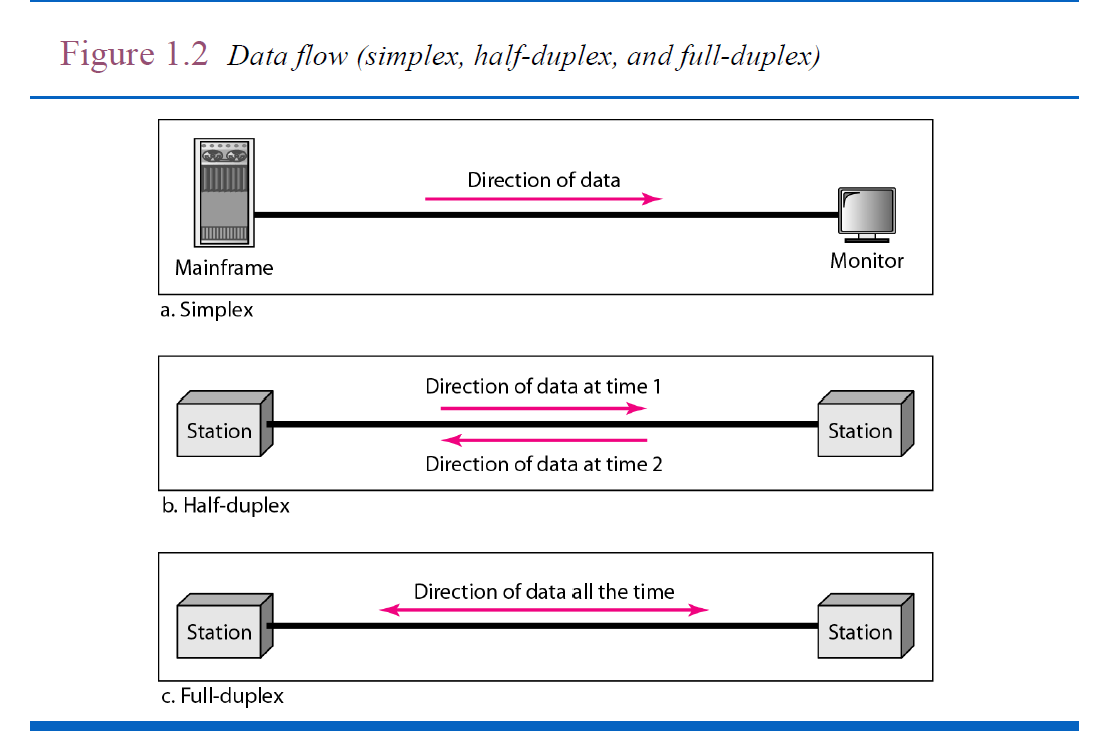 Figure 1.2 Data flow (simplex, half-duplex, and full-duplex)
Direction of data
Mainframe
Monitor
a. Simplex
Direction of data at time 1
Station
Station
Direction of data at time 2
b. Half-duplex
Direction of data all the time
Station
Station
c. Full-duplex